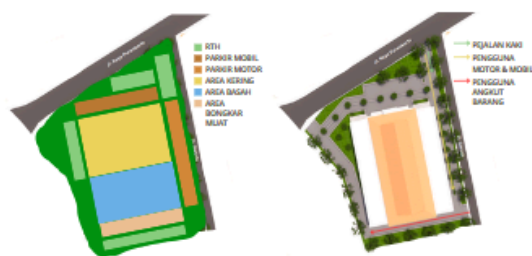 RTH
PARKIR MOBIL
PARKIR MOTOR
AREA KERING
AREA BASAH
AREA
BONGKAR
MUAT
PEJALAN KAKI
PENGGUNA
MOTOR & MOBIL
PENGGUNA
ANGKUT
BARANG